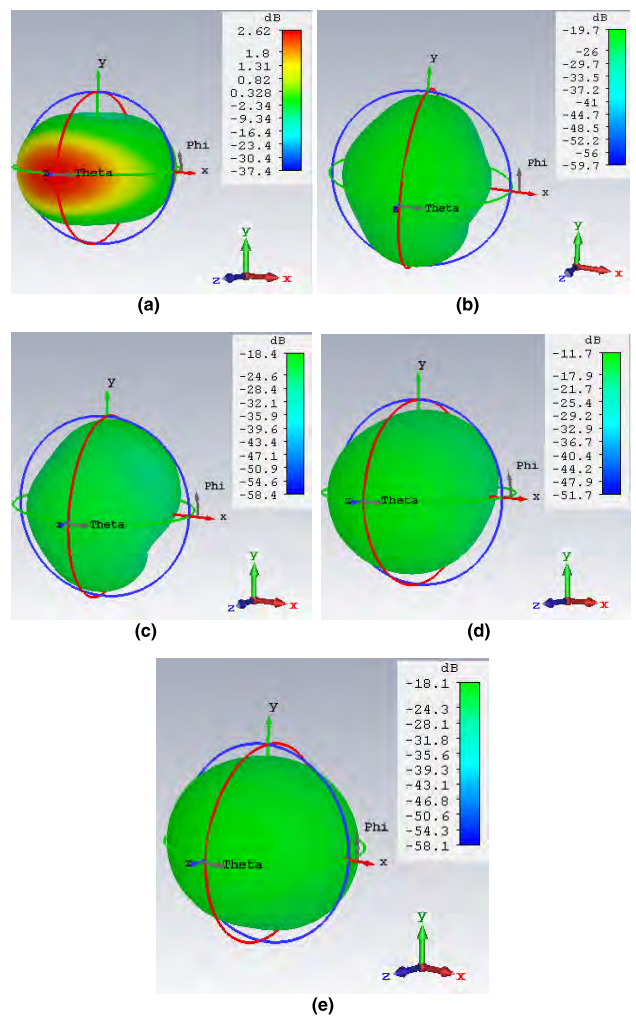 dB
2.62
1.8
1.31
0.82
0.328
-2.34
-9.34
-16.4
-23.4
-30.4
-37.4
y
Phi
z Theta x
y
z x
(a)
dB
-19.7
-26
-29.7
-33.5
-37.2
-41
-44.7
-48.5
-52.2
-56
-59.7
y
Phi
x
z Theta
y
z x
(b)
dB
-18.4
-24.6
-28.4
-32.1
-35.9
-39.6
-43.4
-47.1
-50.9
-54.6
-58.4
y
Phi
x
z Theta
y
z x
(c)
dB
-11.7
-17.9
-21.7
-25.4
-29.2
-32.9
-36.7
-40.4
-44.2
-47.9
-51.7
y
Phi
x
z Theta
y
z x
(d)
dB
-18.1
-24.3
-28.1
-31.8
-35.6
-39.3
-43.1
-46.8
-50.6
-54.3
-58.1
y
Phi
z Theta x
y
z x
(e)